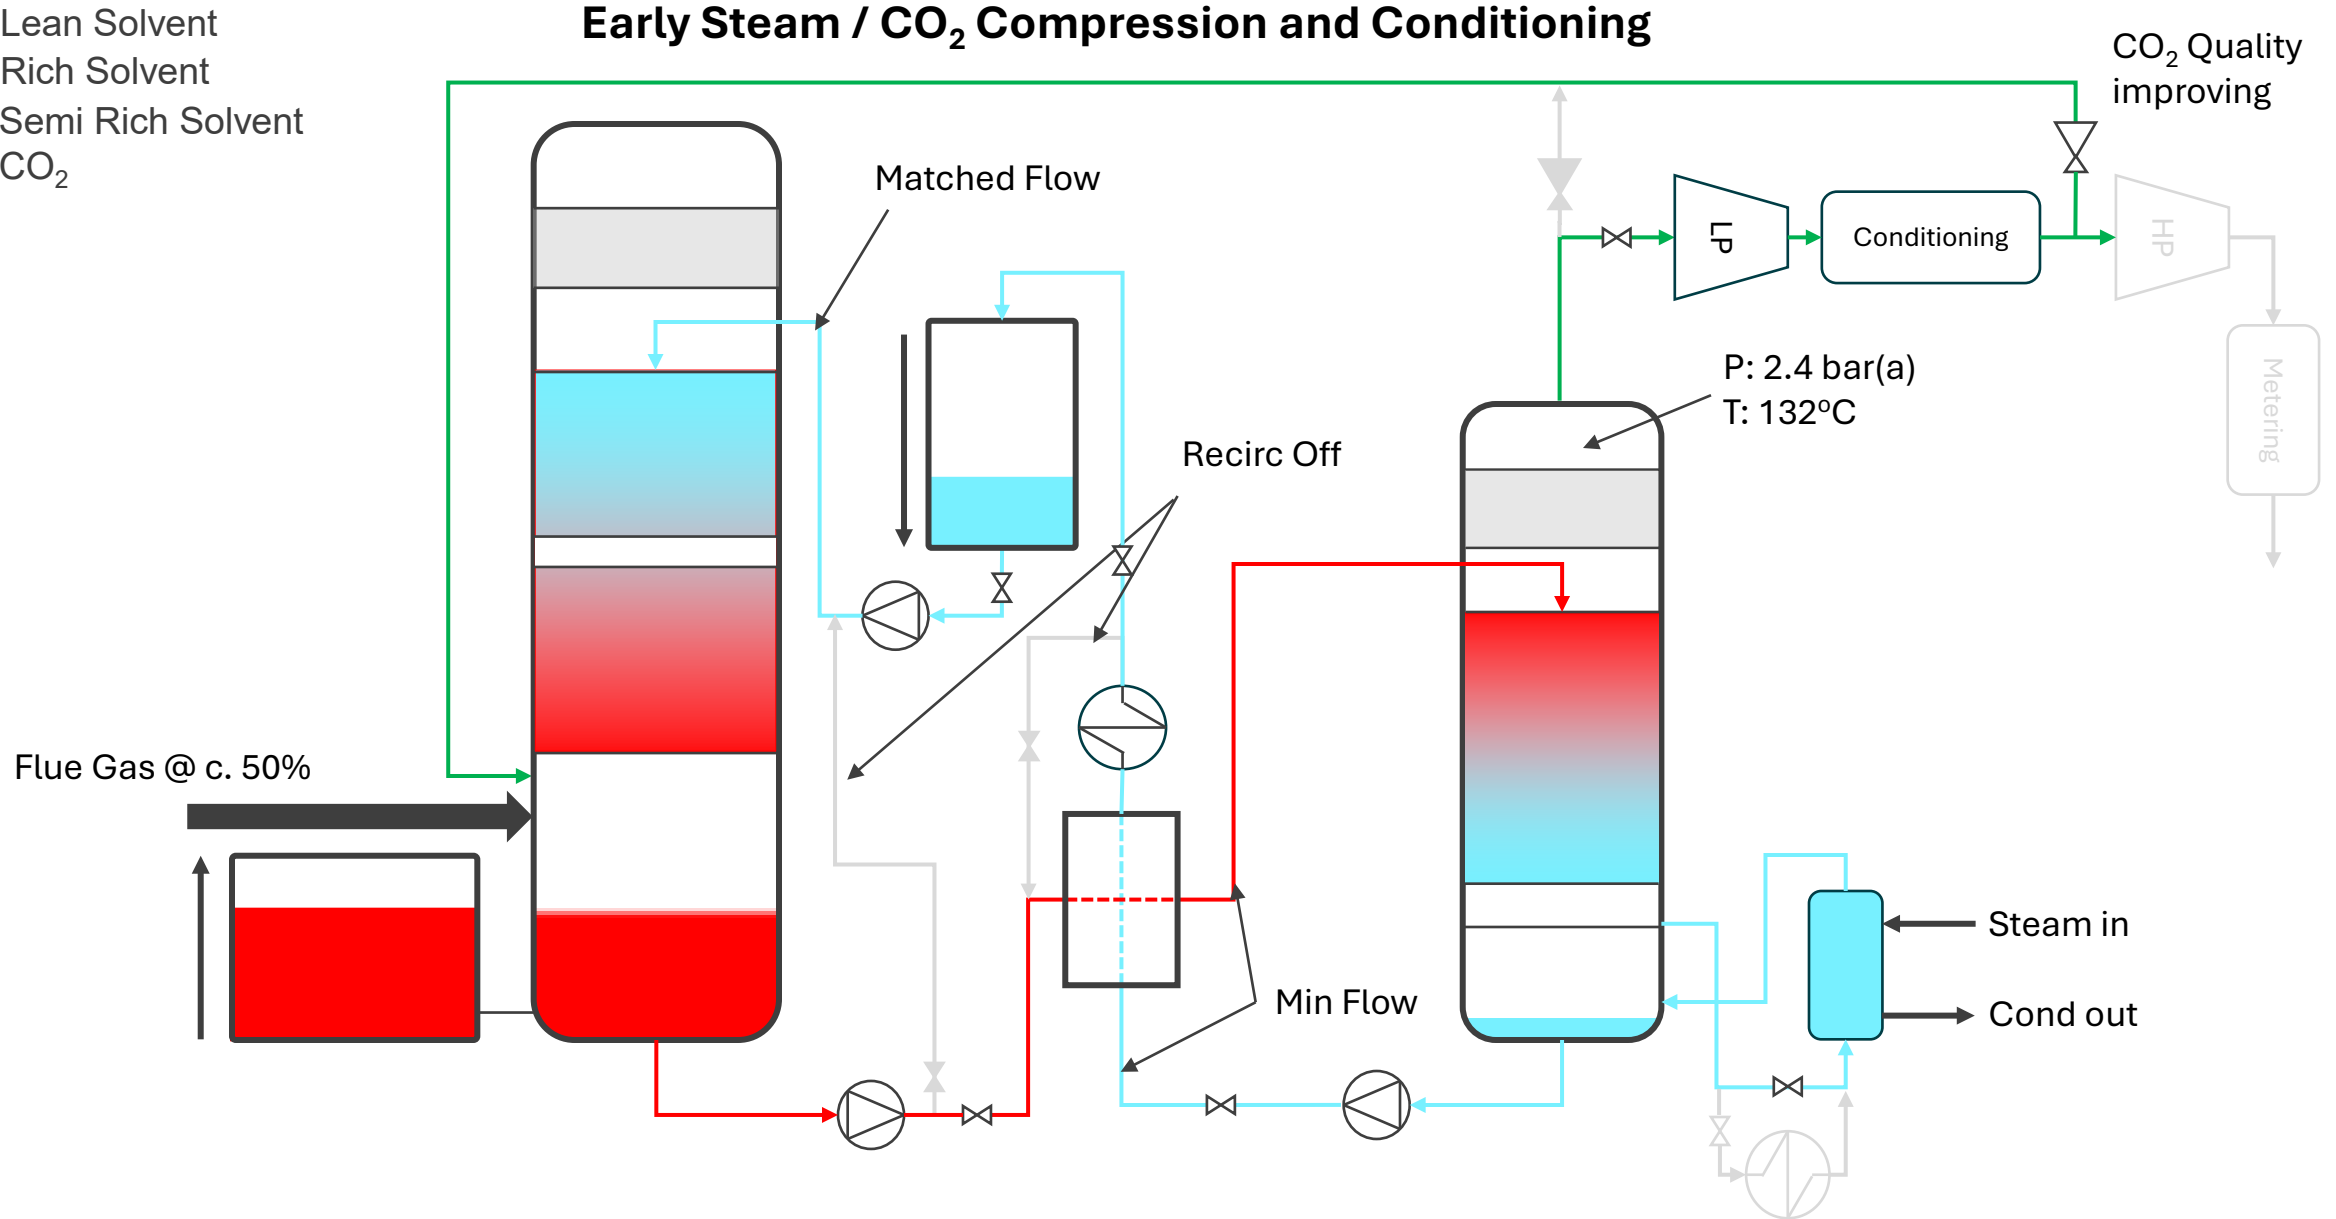 Early Steam / CO₂ Compression and Conditioning
Lean Solvent
Rich Solvent
Semi Rich Solvent
CO₂
CO₂ Quality
improving
Matched Flow
LP
Conditioning
HP
Metering
P: 2.4 bar(a)
T: 132ºC
Recirc Off
Flue Gas @ c. 50%
Steam in
Min Flow
Cond out